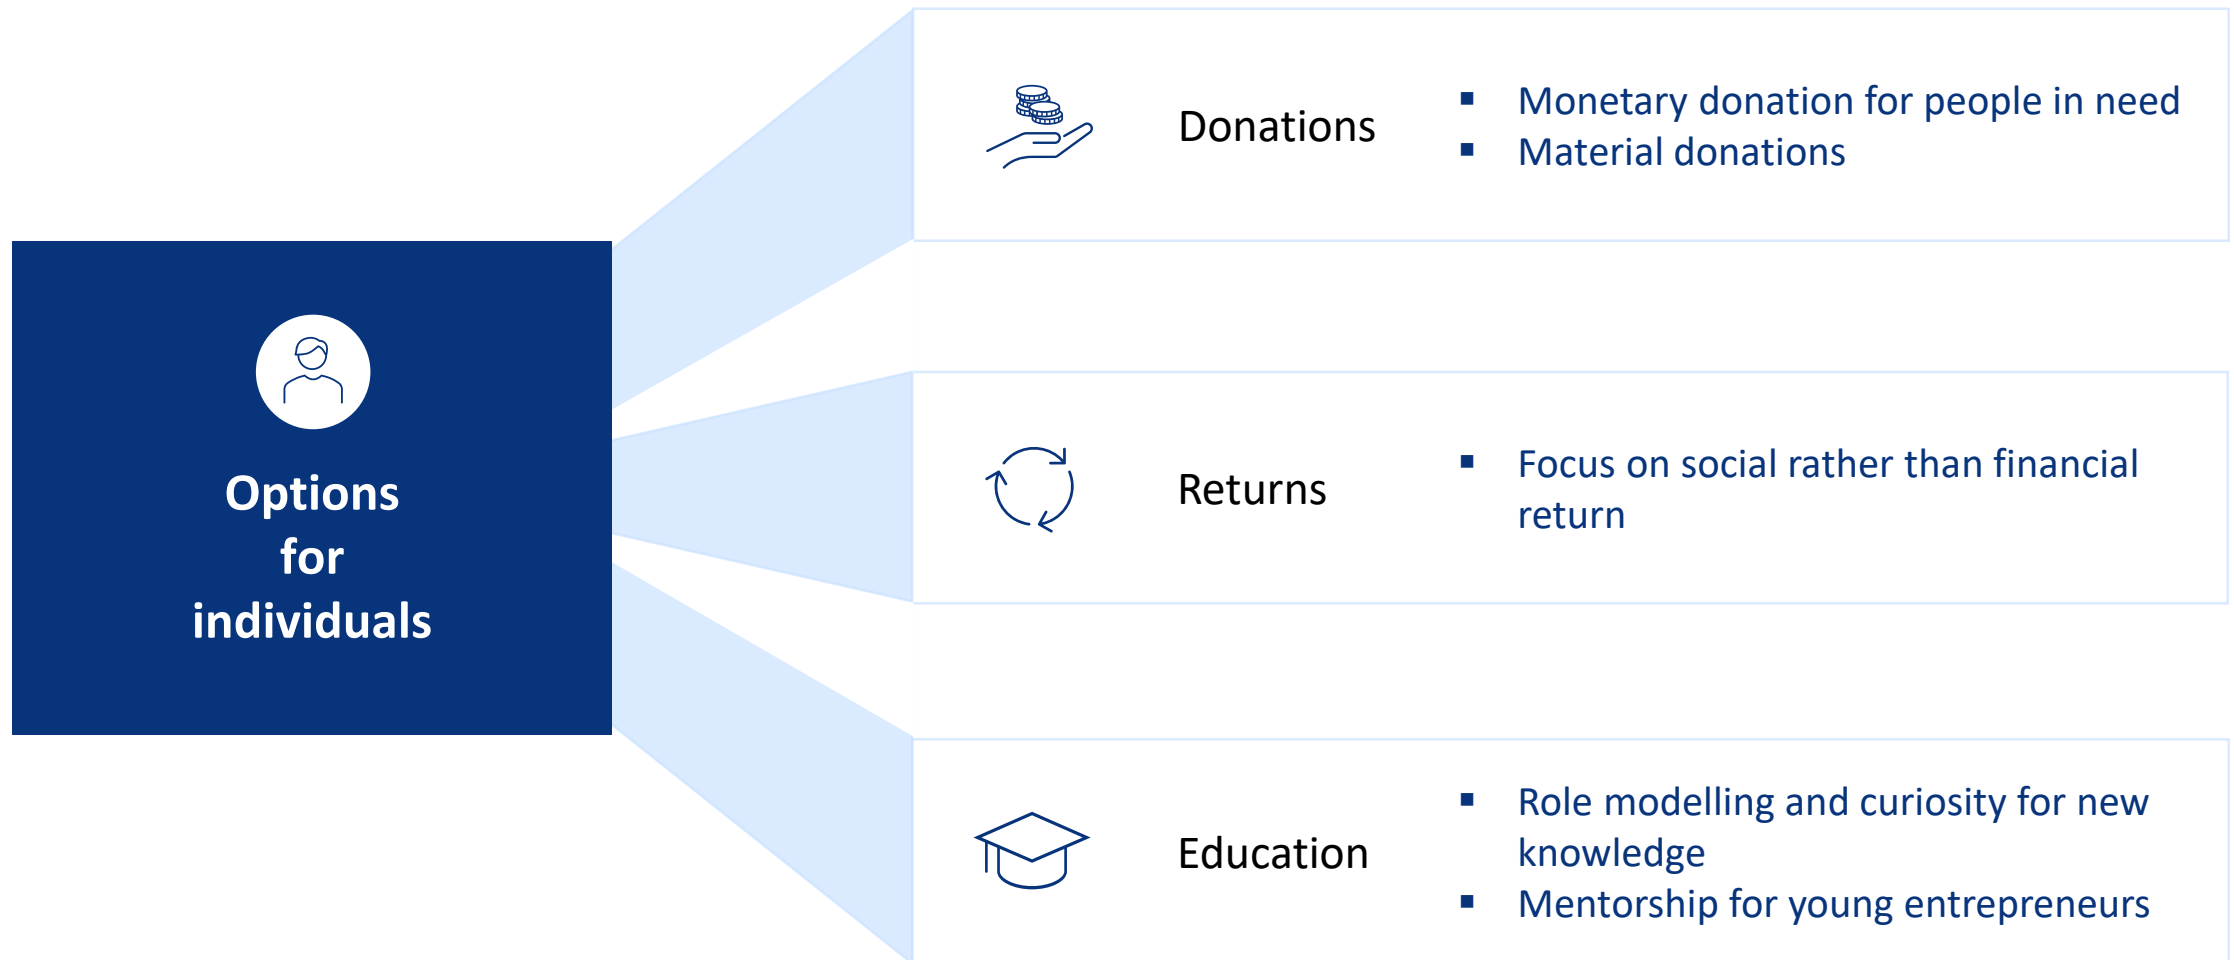 Options
for
individuals
Donations
▪ Monetary donation for people in need
▪ Material donations
Returns
▪ Focus on social rather than financial
return
Education
▪ Role modelling and curiosity for new
knowledge
▪ Mentorship for young entrepreneurs